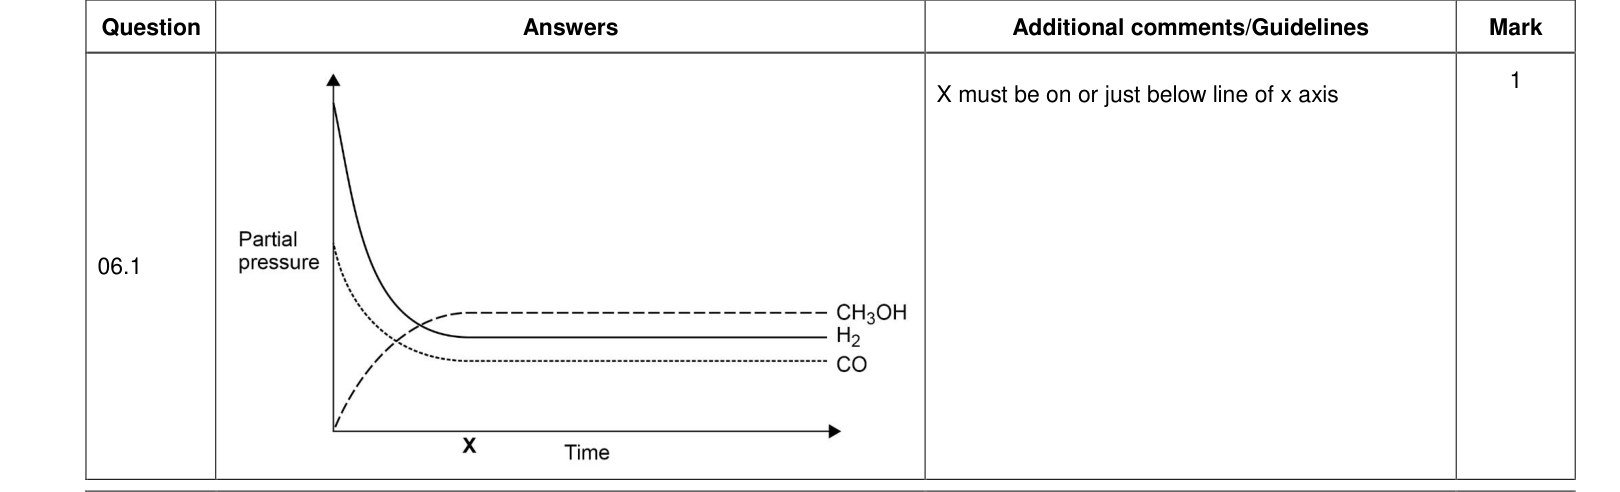 Question Answers Additional comments/Guidelines Mark
1
X must be on or just below line of x axis
Partial
pressure
06.1
CH₃OH
H₂
CO
X
Time